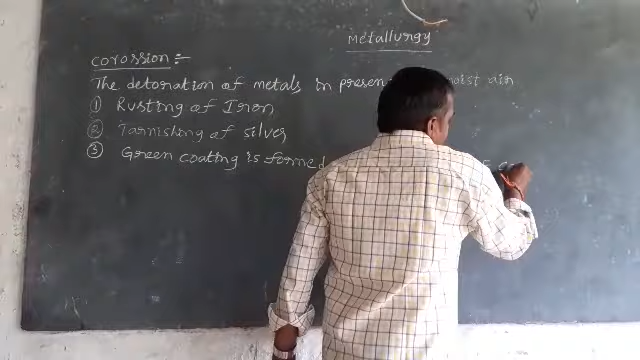 Metallurgy
corossion :-
The detoration of metals in presen moist air
① Rusting of Iron
② Tarnishing of silver
③ Green coating is formed